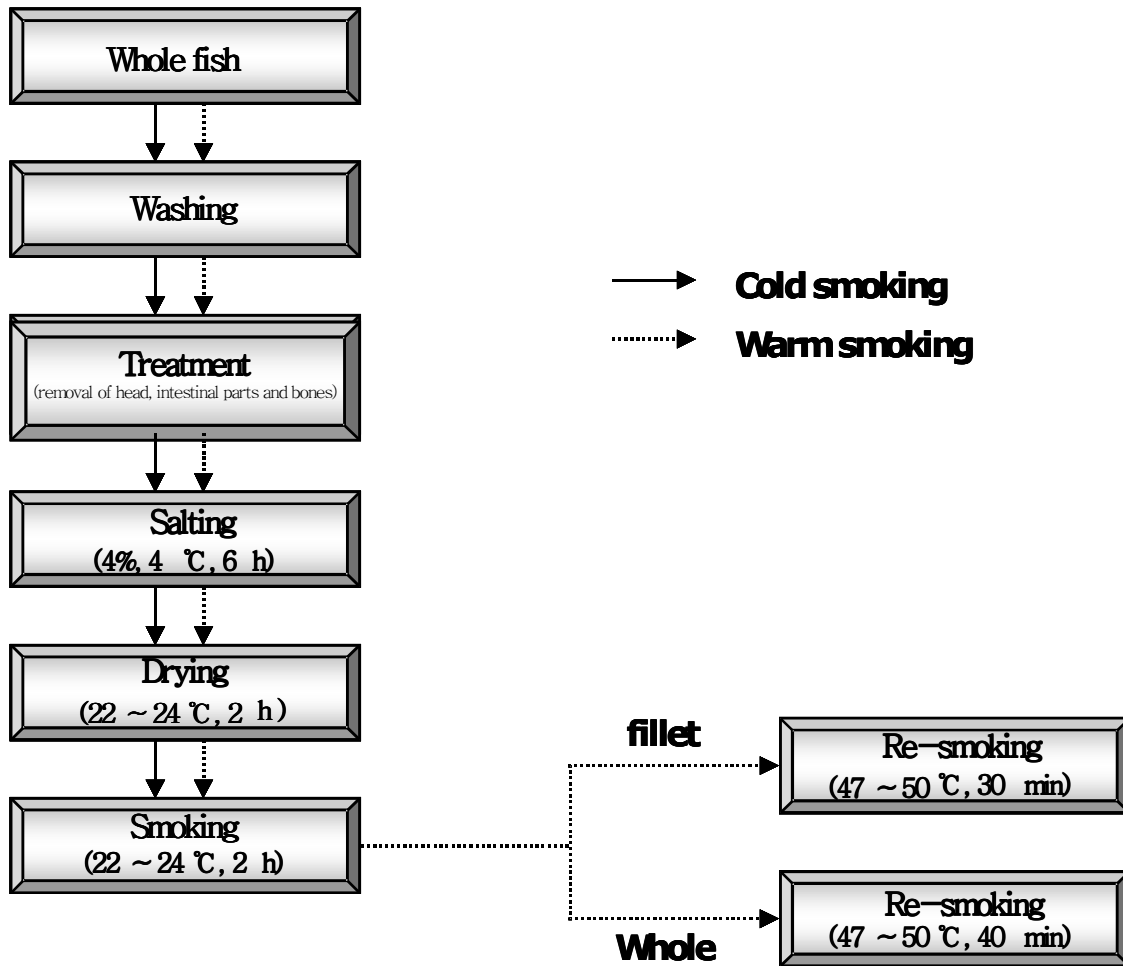 Whole fish
Washing
Cold smoking
Warm smoking
Treatment
(removal of head, intestinal parts and bones)
Salting
(4%, 4 ℃, 6 h)
Drying
(22 ~ 24 ℃, 2 h)
Smoking
(22 ~ 24 ℃, 2 h)
fillet
Re-smoking
(47 ~ 50 ℃, 30 min)
Whole
Re-smoking
(47 ~ 50 ℃, 40 min)